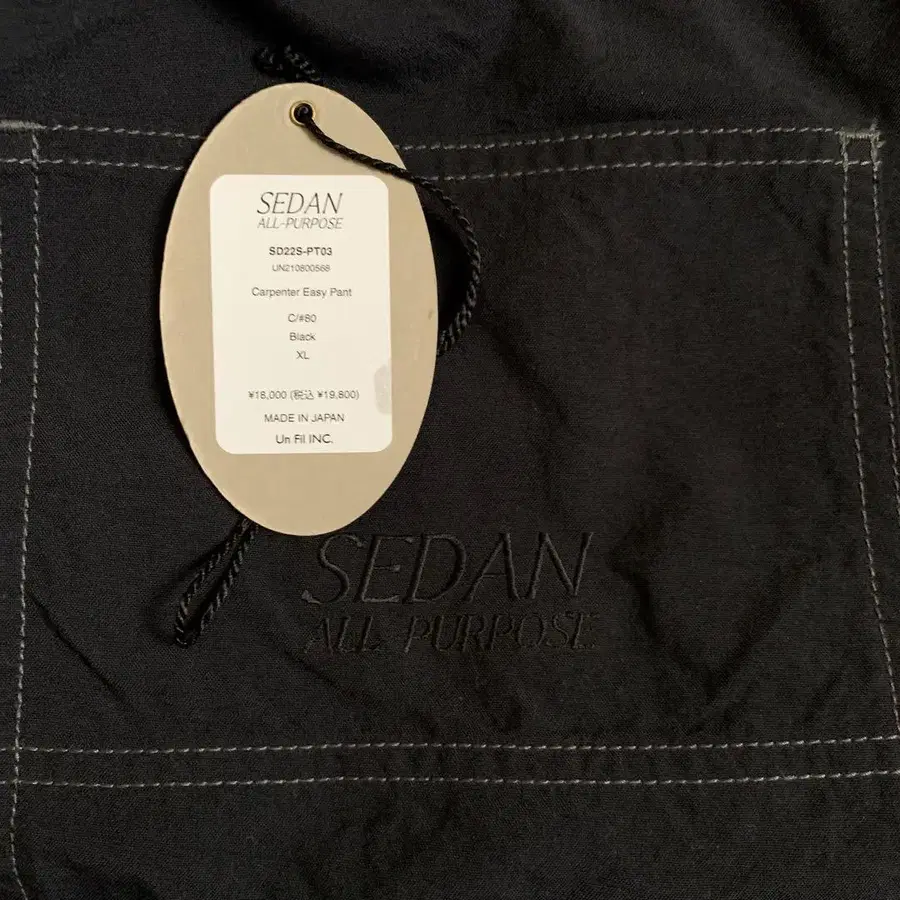 SEDAN
ALL-PURPOSE
SD22S-PT03
UN210800568
Carpenter Easy Pant
C/#80
Black
XL
¥18,000 (税込 ¥19,800)
MADE IN JAPAN
Un Fil INC.
SEDAN
ALL-PURPOSE